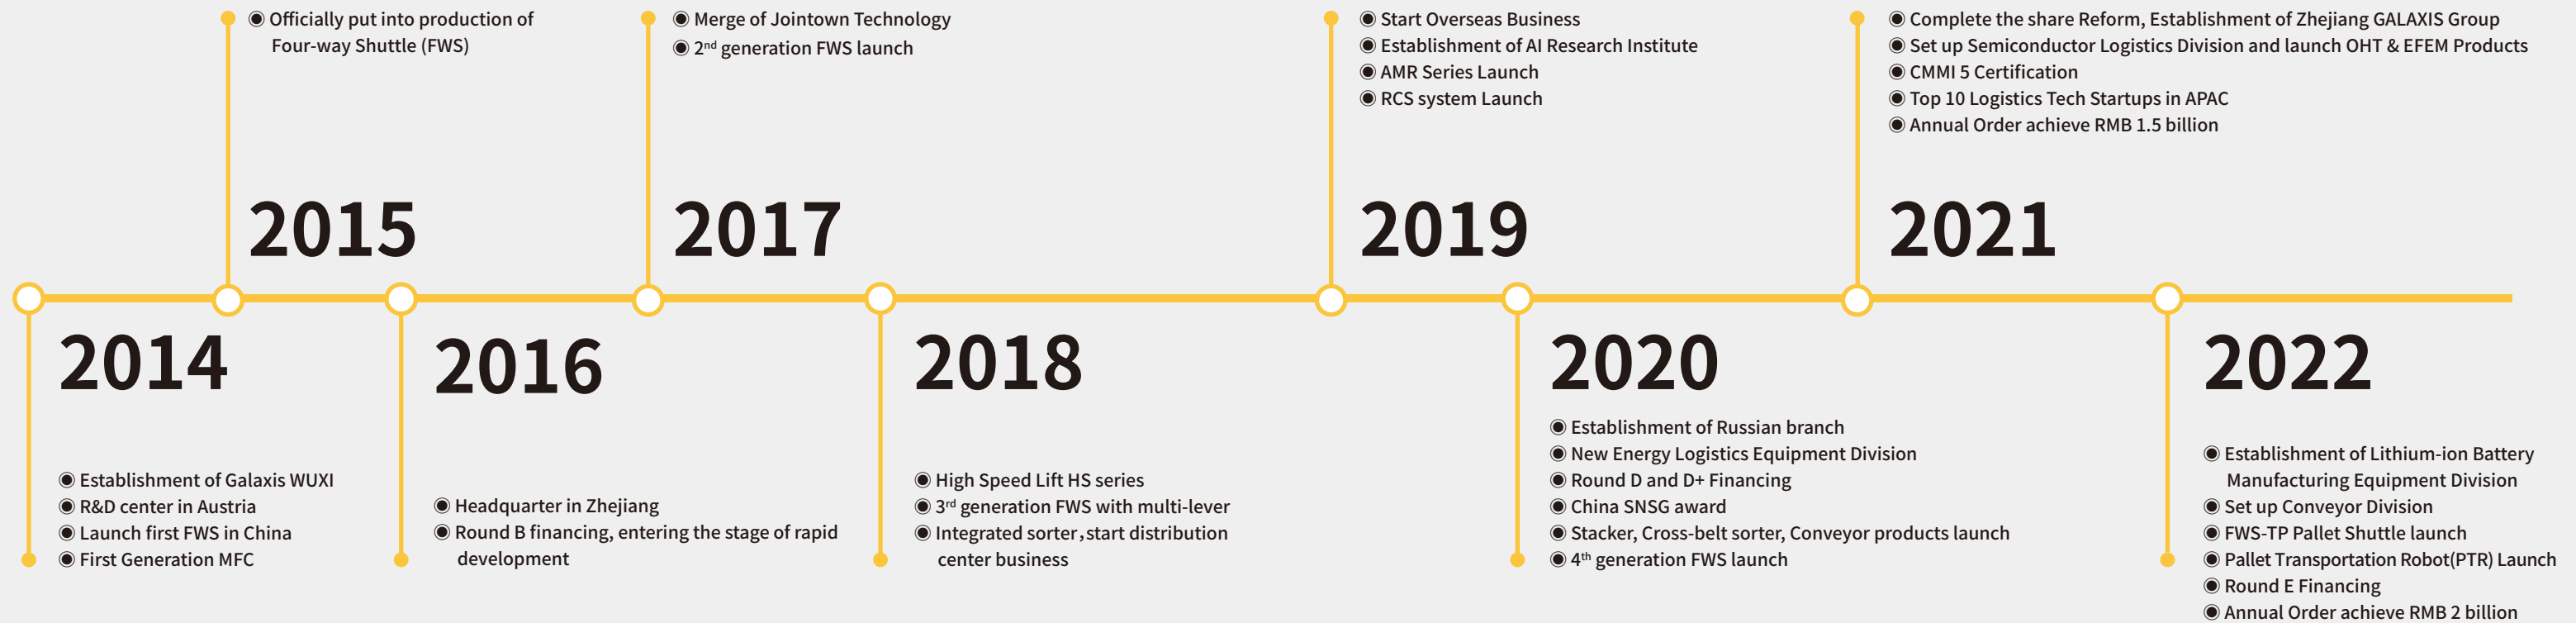 ◉ Officially put into production of
Four-way Shuttle (FWS)
2015
◉ Merge of Jointown Technology
◉ 2nd generation FWS launch
2017
◉ Start Overseas Business
◉ Establishment of AI Research Institute
◉ AMR Series Launch
◉ RCS system Launch
2019
◉ Complete the share Reform, Establishment of Zhejiang GALAXIS Group
◉ Set up Semiconductor Logistics Division and launch OHT & EFEM Products
◉ CMMI 5 Certification
◉ Top 10 Logistics Tech Startups in APAC
◉ Annual Order achieve RMB 1.5 billion
2021
2014
◉ Establishment of Galaxis WUXI
◉ R&D center in Austria
◉ Launch first FWS in China
◉ First Generation MFC
2016
◉ Headquarter in Zhejiang
◉ Round B financing, entering the stage of rapid
development
2018
◉ High Speed Lift HS series
◉ 3rd generation FWS with multi-lever
◉ Integrated sorter,start distribution
center business
2020
◉ Establishment of Russian branch
◉ New Energy Logistics Equipment Division
◉ Round D and D+ Financing
◉ China SNSG award
◉ Stacker, Cross-belt sorter, Conveyor products launch
◉ 4th generation FWS launch
2022
◉ Establishment of Lithium-ion Battery
Manufacturing Equipment Division
◉ Set up Conveyor Division
◉ FWS-TP Pallet Shuttle launch
◉ Pallet Transportation Robot(PTR) Launch
◉ Round E Financing
◉ Annual Order achieve RMB 2 billion